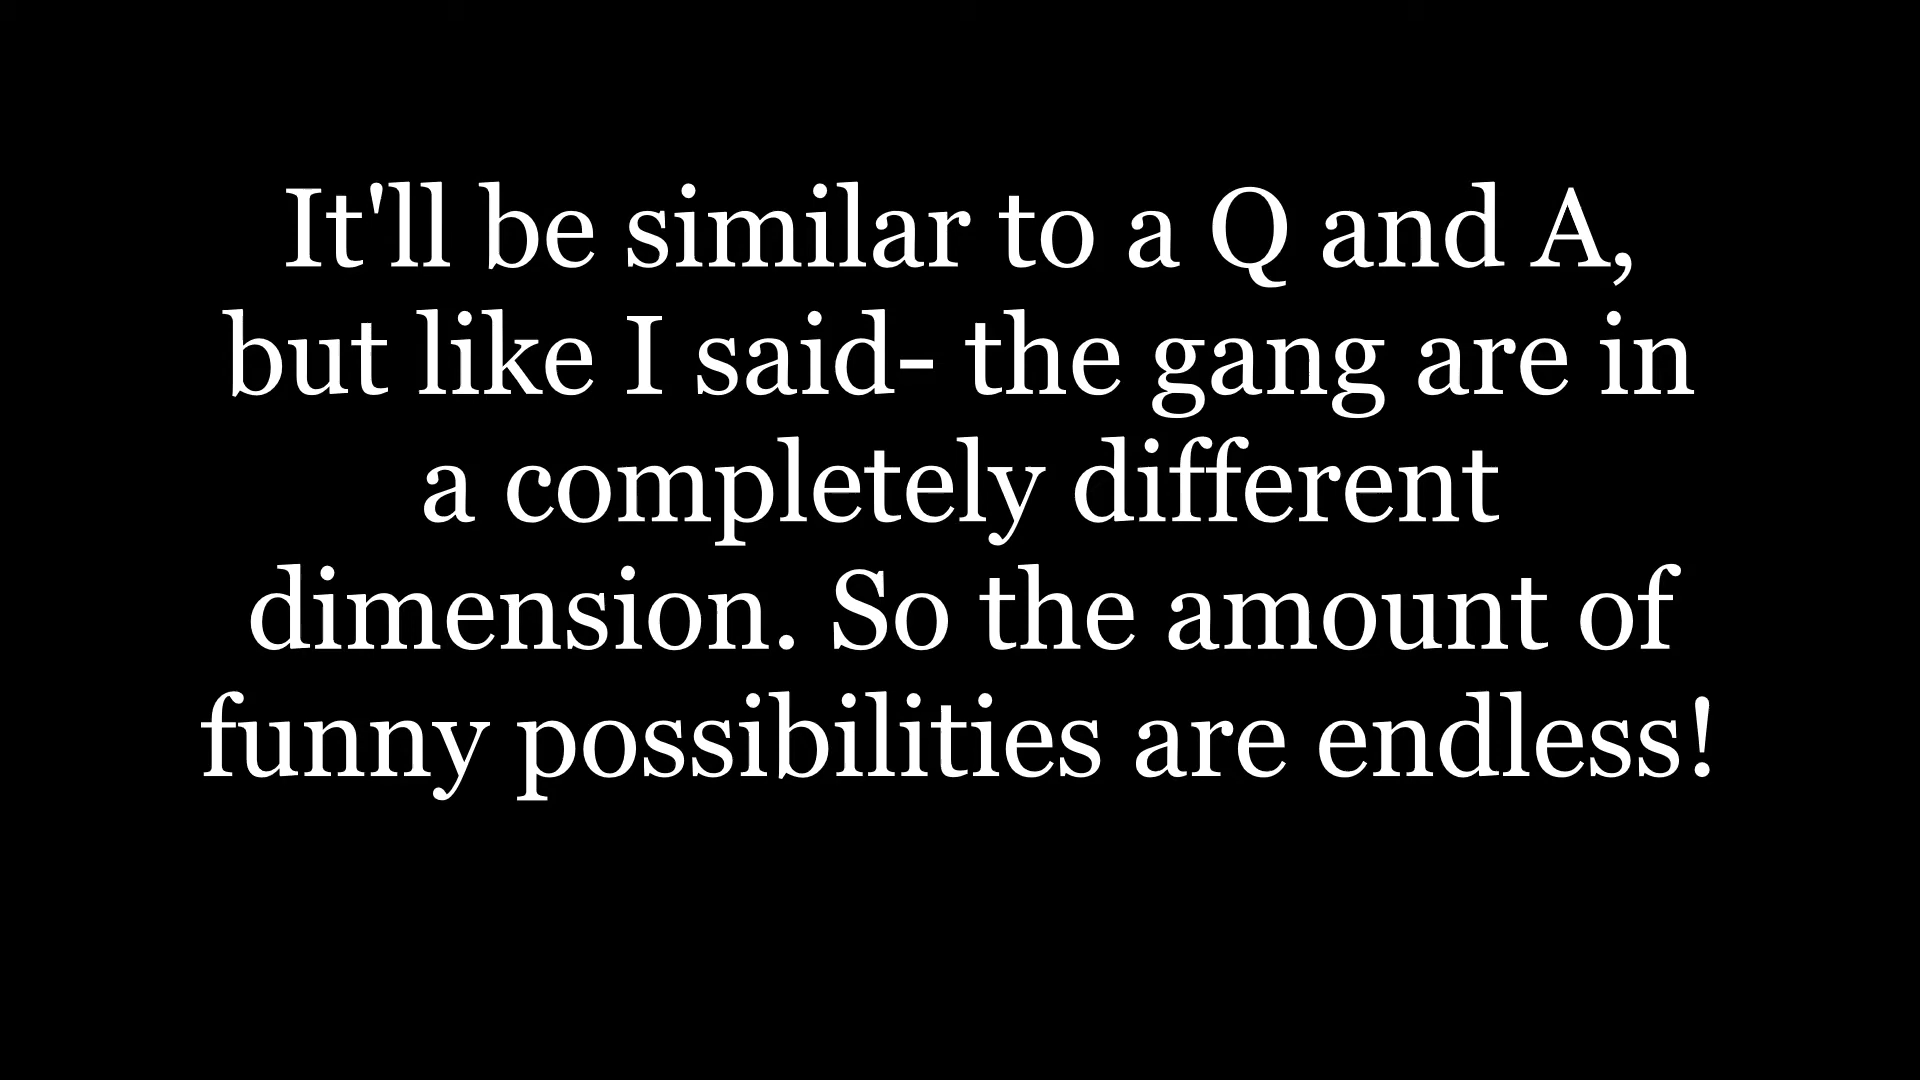 It'll be similar to a Q and A,
but like I said- the gang are in
a completely different
dimension. So the amount of
funny possibilities are endless!